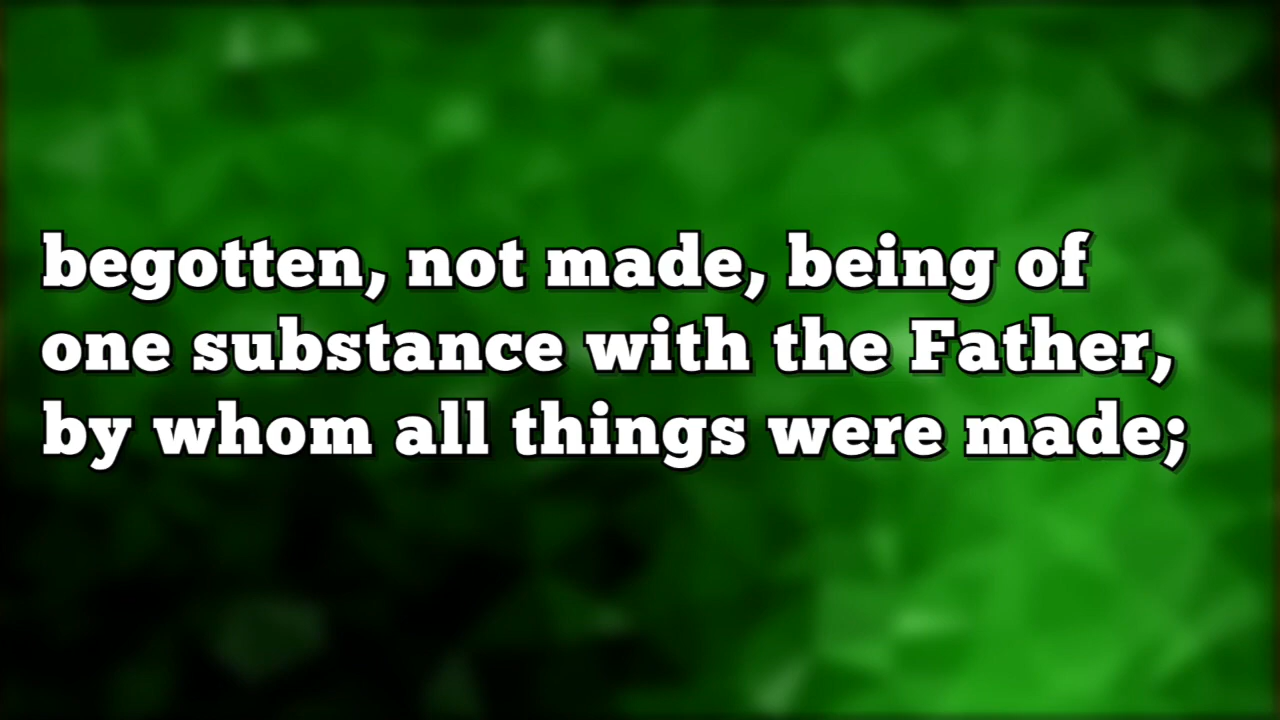 begotten, not made, being of
one substance with the Father,
by whom all things were made;